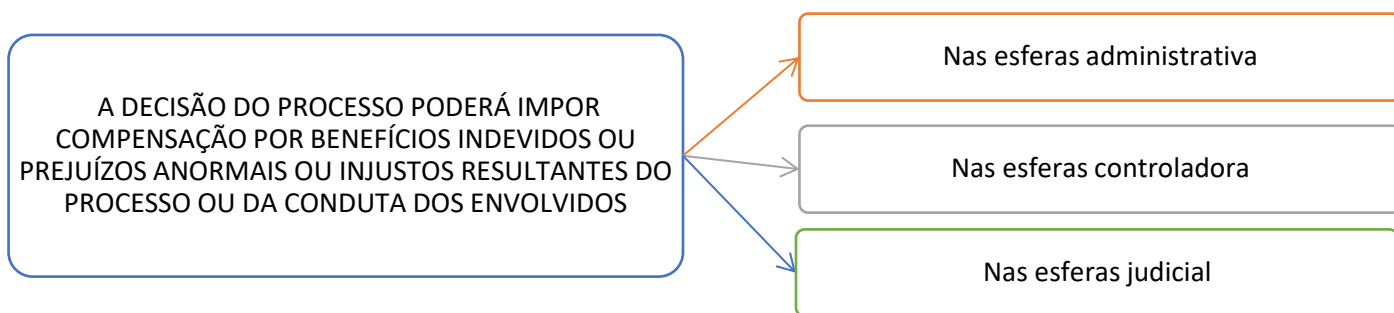 A DECISÃO DO PROCESSO PODERÁ IMPOR
COMPENSAÇÃO POR BENEFÍCIOS INDEVIDOS OU
PREJUÍZOS ANORMAIS OU INJUSTOS RESULTANTES DO
PROCESSO OU DA CONDUTA DOS ENVOLVIDOS
Nas esferas administrativa
Nas esferas controladora
Nas esferas judicial